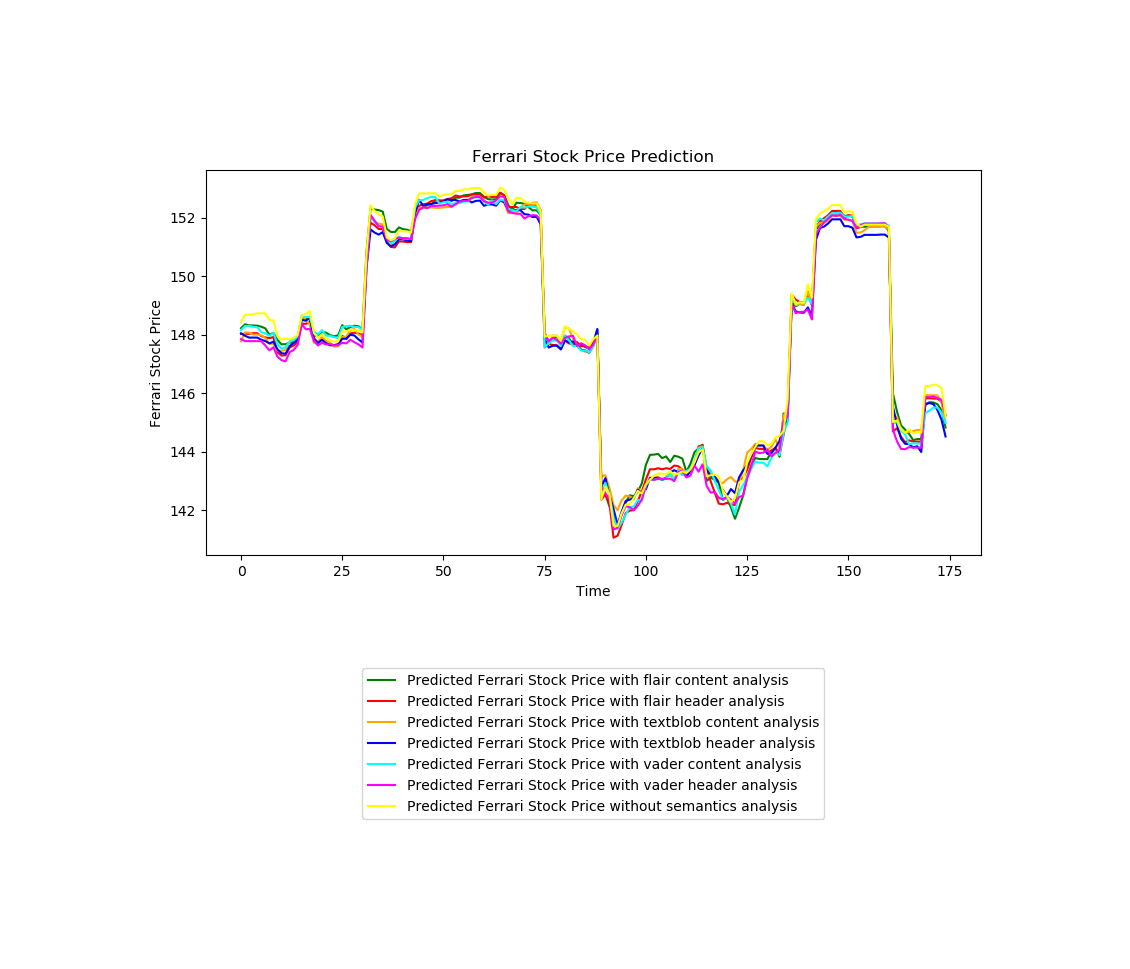 Ferrari Stock Price Prediction
Ferrari Stock Price
152
150
148
146
144
142
0 25 50 75 100 125 150 175
Time
Predicted Ferrari Stock Price with flair content analysis
Predicted Ferrari Stock Price with flair header analysis
Predicted Ferrari Stock Price with textblob content analysis
Predicted Ferrari Stock Price with textblob header analysis
Predicted Ferrari Stock Price with vader content analysis
Predicted Ferrari Stock Price with vader header analysis
Predicted Ferrari Stock Price without semantics analysis